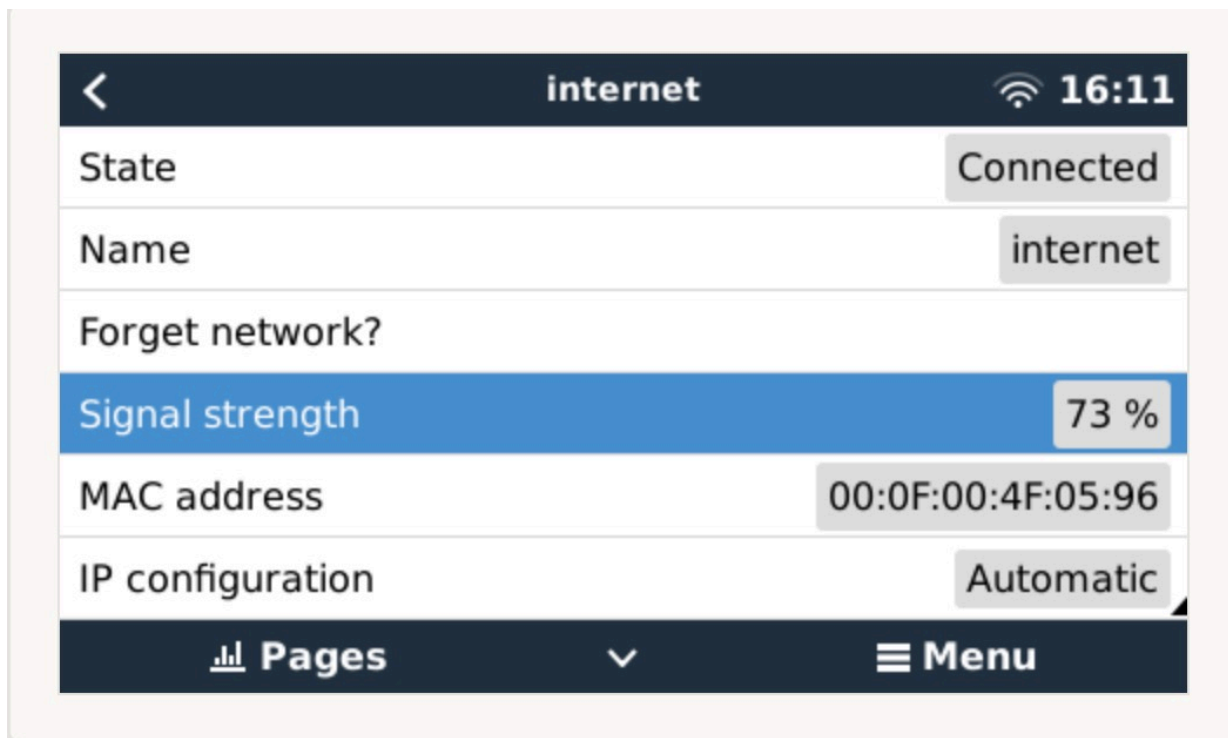 internet 16:11
State Connected
Name internet
Forget network?
Signal strength 73 %
MAC address 00:0F:00:4F:05:96
IP configuration Automatic
Pages Menu